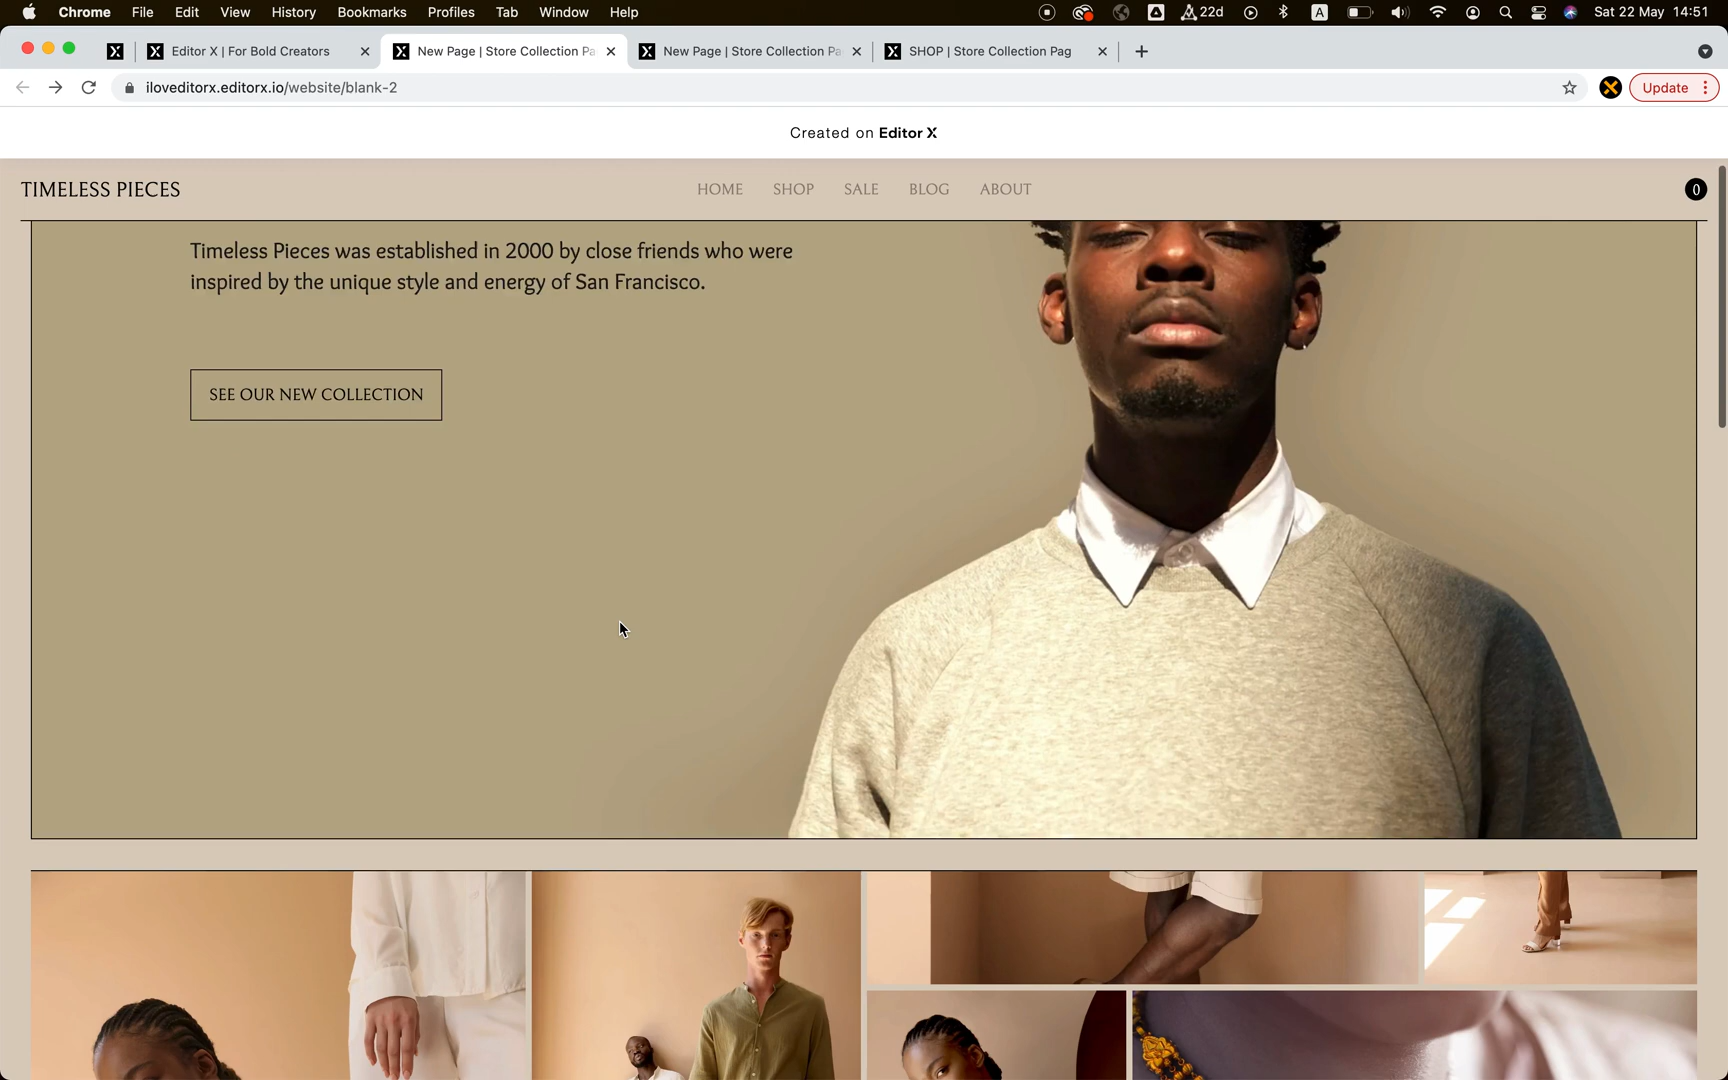 Chrome File Edit View History Bookmarks Profiles Tab Window Help
22d
A
Sat 22 May 14:51
Editor X | For Bold Creators
New Page | Store Collection Pa
New Page | Store Collection Pa
SHOP | Store Collection Pag
iloveditorx.editorx.io/website/blank-2
Update
Created on Editor X
TIMELESS PIECES
HOME SHOP SALE BLOG ABOUT
0
Timeless Pieces was established in 2000 by close friends who were
inspired by the unique style and energy of San Francisco.
SEE OUR NEW COLLECTION